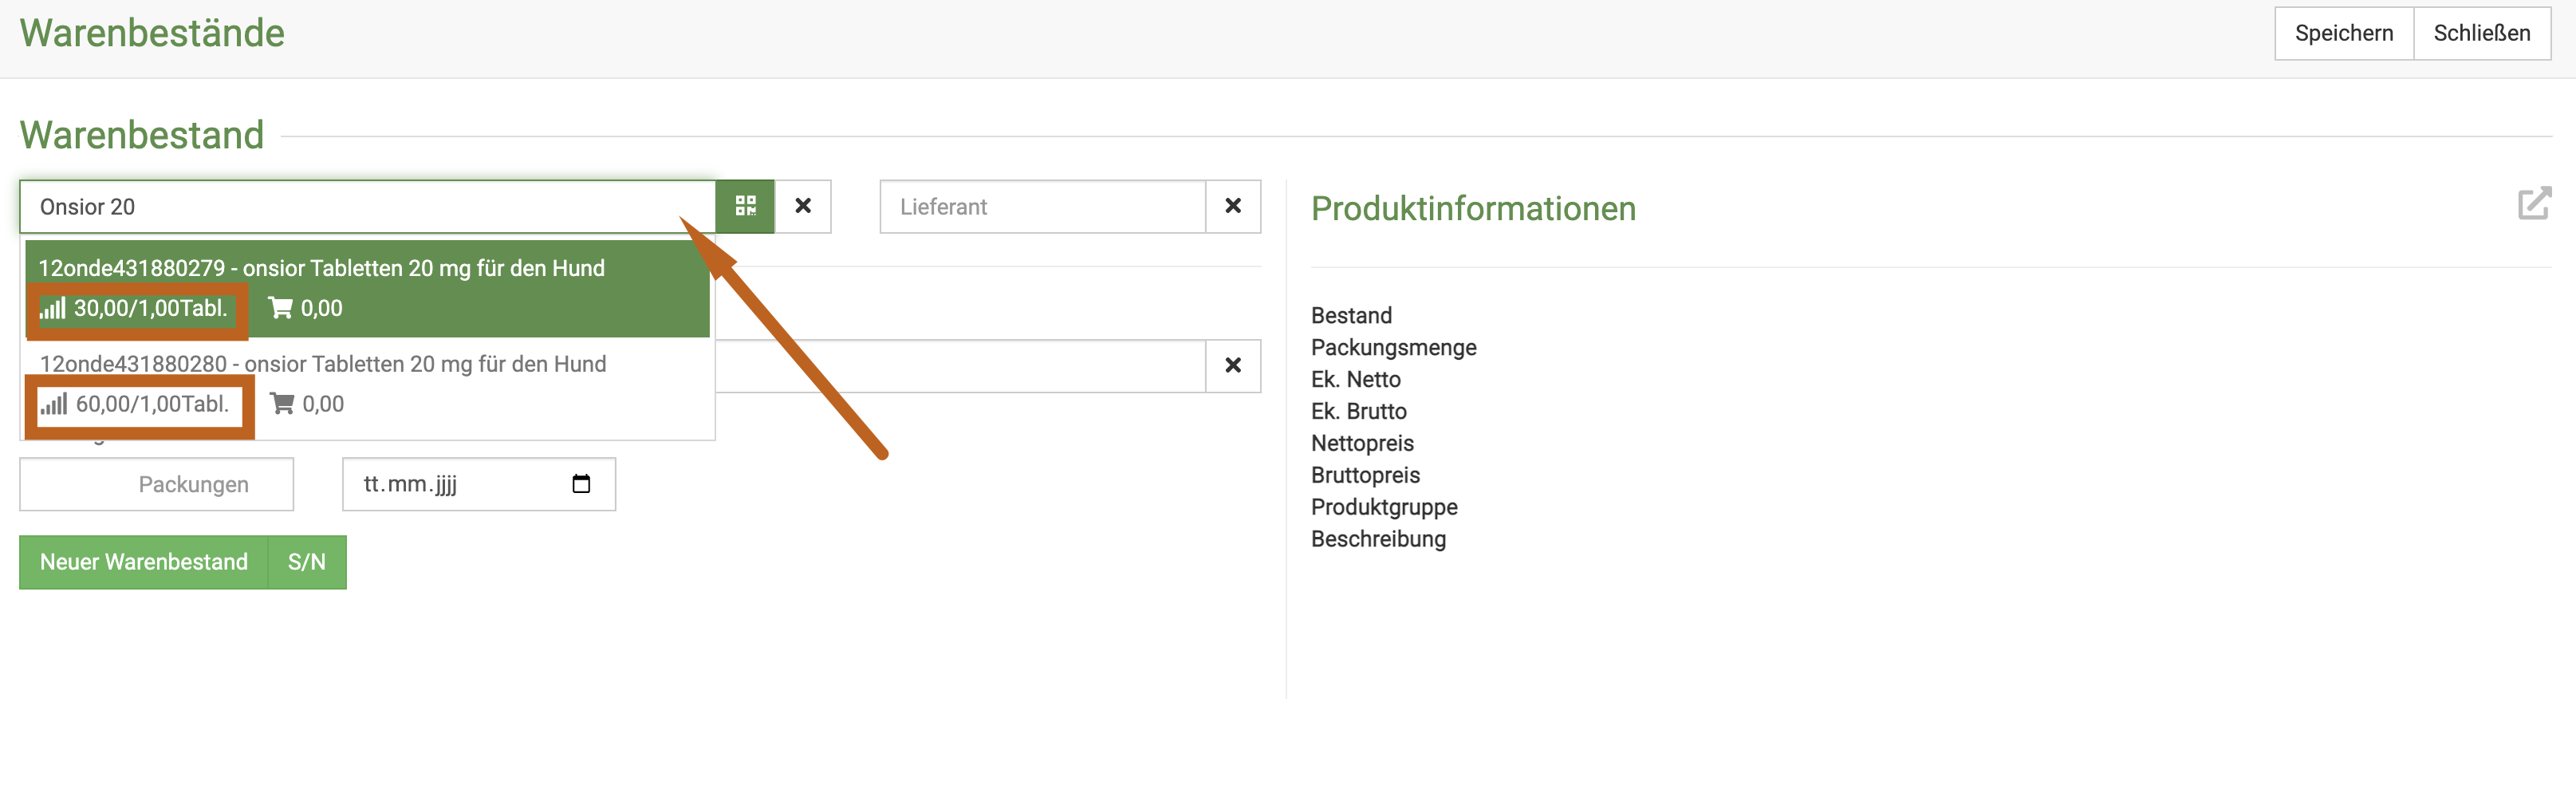 Warenbestände
Speichern
Schließen
Warenbestand
Onsior 20
Lieferant
12onde431880279 - onsior Tabletten 20 mg für den Hund
30,00/1,00Tabl. 0,00
12onde431880280 - onsior Tabletten 20 mg für den Hund
60,00/1,00Tabl. 0,00
Packungen
tt.mm.jjjj
Neuer Warenbestand
S/N
Produktinformationen
Bestand
Packungsmenge
Ek. Netto
Ek. Brutto
Nettopreis
Bruttopreis
Produktgruppe
Beschreibung